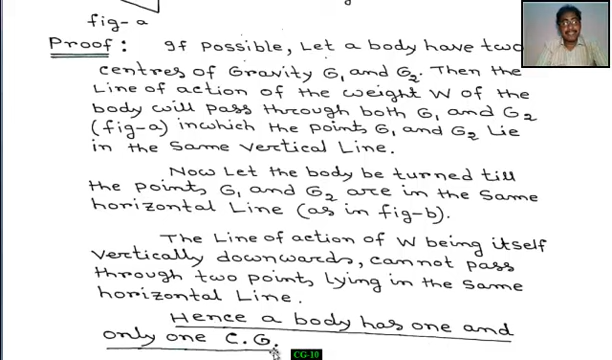 fig-a
Proof: If possible, Let a body have two
centres of Gravity G1 and G2. Then the
Line of action of the weight W of the
body will pass through both G1 and G2
(fig-a) inwhich the points G1 and G2 Lie
in the same vertical Line.
Now Let the body be turned till
the points G1 and G2 are in the same
horizontal Line (as in fig-b).
The Line of action of W being itself
vertically downwards, cannot pass
through two points lying in the same
horizontal Line.
Hence a body has one and
only one C.G.
CG-10